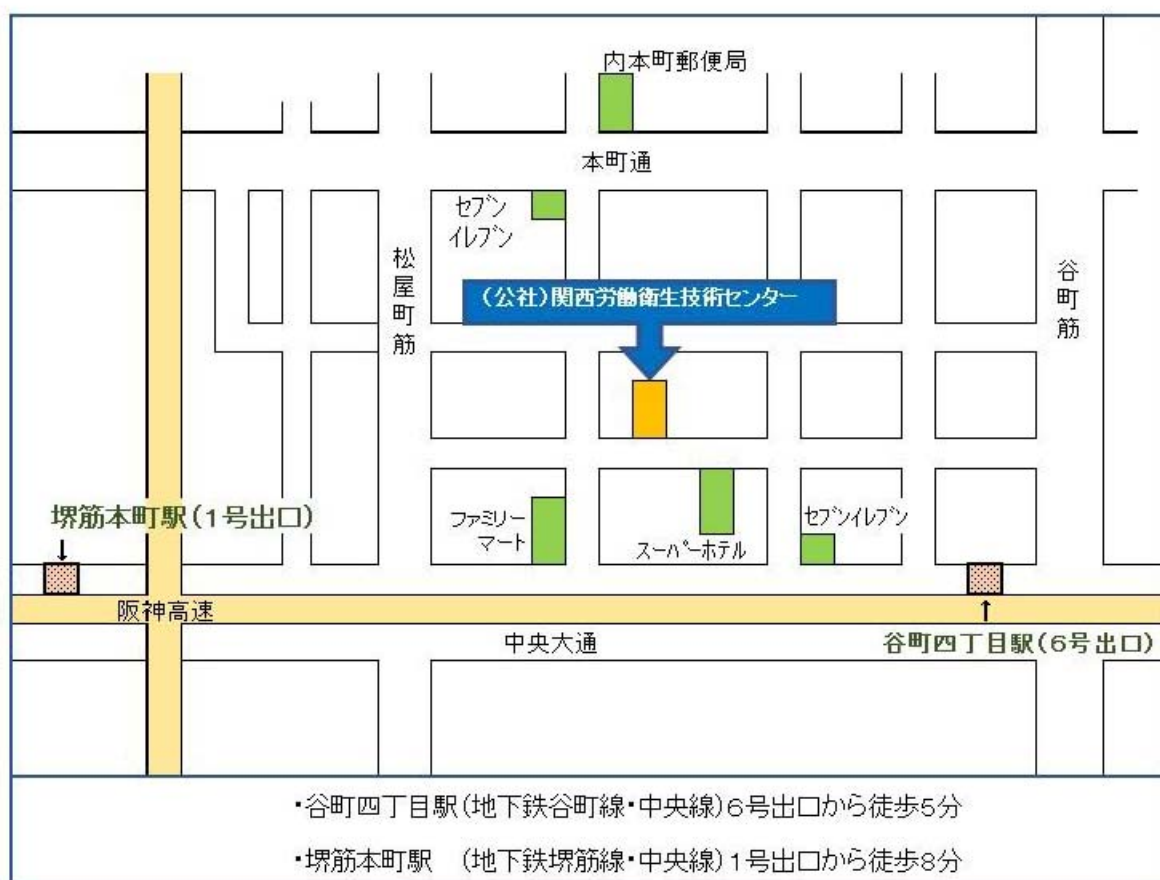 内本町郵便局
本町通
セブン
イレブン
松屋町筋
谷町筋
(公社)関西労働衛生技術センター
堺筋本町駅(1号出口)
ファミリー
マート
スーパーホテル
セブンイレブン
阪神高速
中央大通
谷町四丁目駅(6号出口)
・谷町四丁目駅(地下鉄谷町線・中央線)6号出口から徒歩5分
・堺筋本町駅 (地下鉄堺筋線・中央線)1号出口から徒歩8分